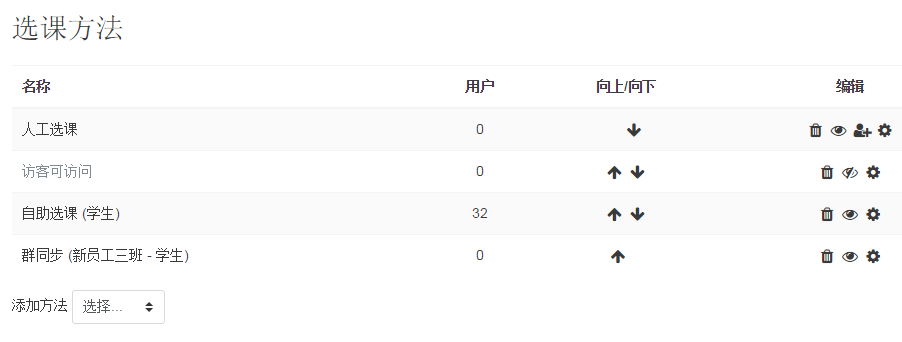 选课方法
名称 用户 向上/向下 编辑
人工选课 0
访客可访问 0
自助选课 (学生) 32
群同步 (新员工三班 - 学生) 0
添加方法 选择...